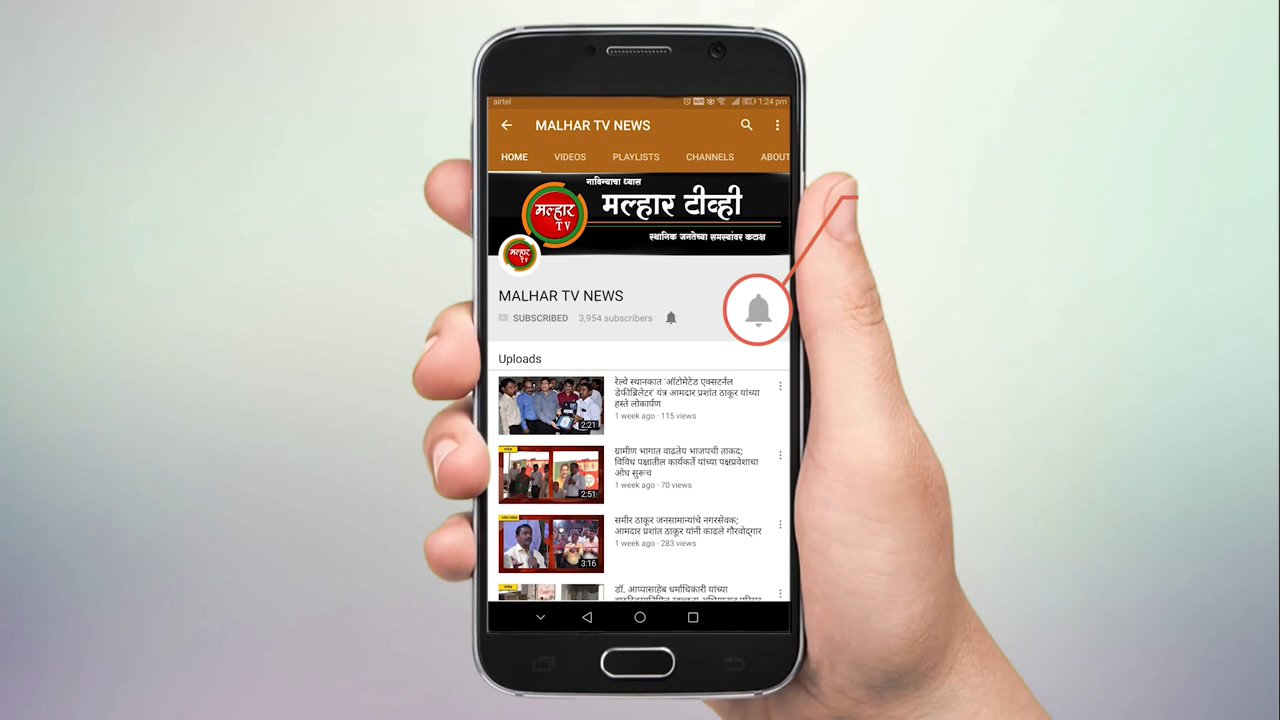 airtel
1:24 pm
MALHAR TV NEWS
HOME VIDEOS PLAYLISTS CHANNELS ABOUT
नाविन्याचा ध्यास
मल्हार टीव्ही
मल्हार
TV
स्थानिक जनतेच्या समस्यांवर कटाक्ष
मल्हार
TV
MALHAR TV NEWS
SUBSCRIBED 3,954 subscribers
Uploads
रेल्वे स्थानकात 'ऑटोमेटेड एक्सटर्नल
डेफीब्रिलेटर' यंत्र आमदार प्रशांत ठाकूर यांच्या
हस्ते लोकार्पण
1 week ago · 115 views
2:21
ग्रामीण भागात वाढतेय भाजपची ताकद;
विविध पक्षातील कार्यकर्ते यांच्या पक्षप्रवेशाचा
ओघ सुरूच
1 week ago · 70 views
2:51
समीर ठाकूर जनसामान्यांचे नगरसेवक;
आमदार प्रशांत ठाकूर यांनी काढले गौरवोद्‌गार
1 week ago · 283 views
3:16
डॉ. आप्पासाहेब धर्माधिकारी यांच्या